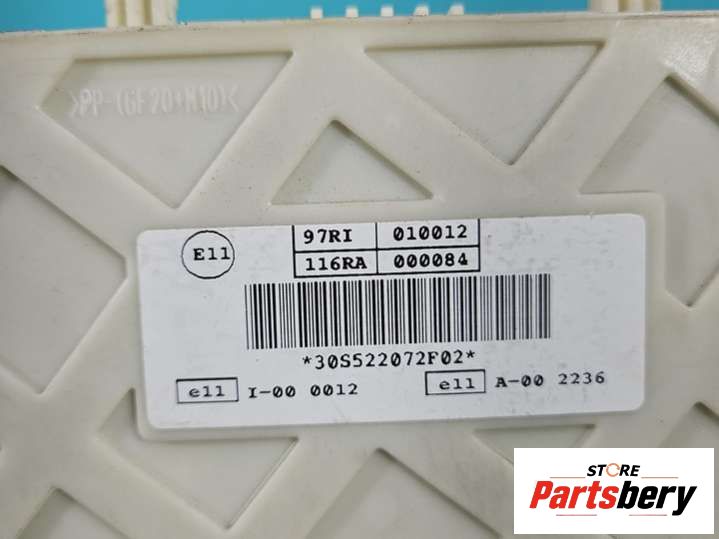 >PP-(GF20+M10)<
E11
97RI 010012
116RA 000084
*30S522072F02*
e11 I-00 0012 e11 A-00 2236
STORE
Partsbery